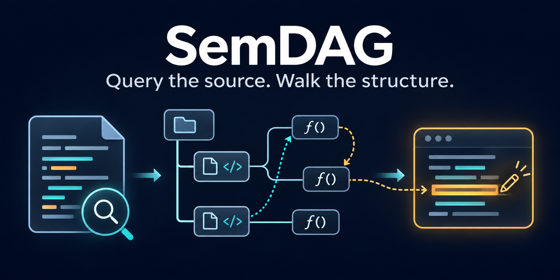 SemDAG
Query the source. Walk the structure.
f()
</>
f()
</>
f()